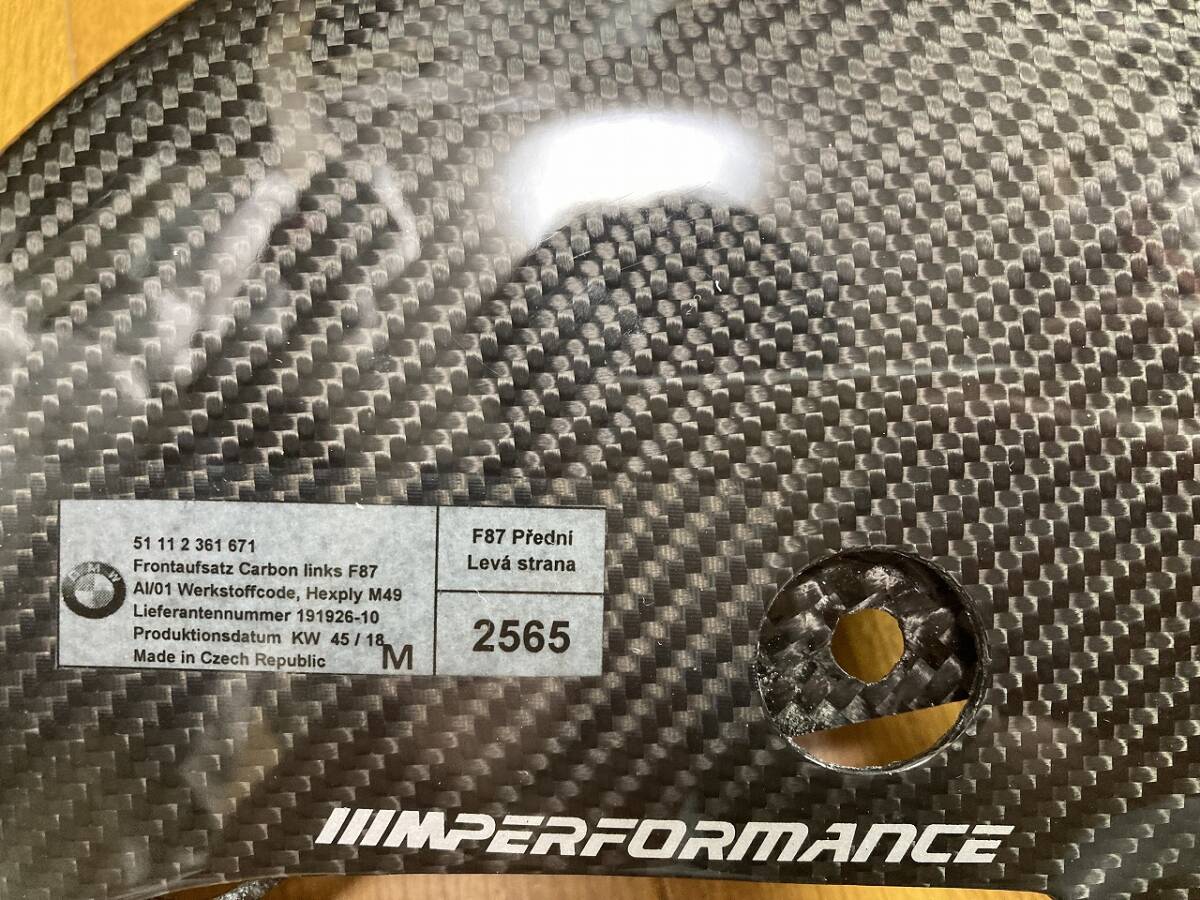 51 11 2 361 671
Frontaufsatz Carbon links F87
AI/01 Werkstoffcode, Hexply M49
Lieferantennummer 191926-10
Produktionsdatum KW 45 / 18
Made in Czech Republic
M
F87 Přední
Levá strana
2565
BMW
MPERFORMANCE